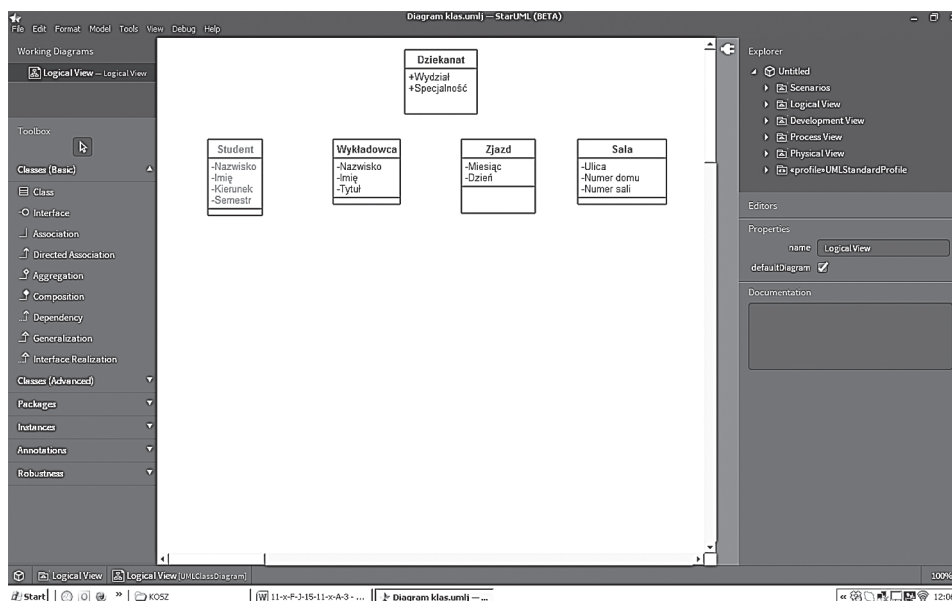 Diagram klas.umlj — StarUML (BETA)
File Edit Format Model Tools View Debug Help
Working Diagrams
Logical View — Logical View
Toolbox
Classes (Basic)
Class
Interface
Association
Directed Association
Aggregation
Composition
Dependency
Generalization
Interface Realization
Classes (Advanced)
Packages
Instances
Annotations
Robustness
Dziekanat
+Wydział
+Specjalność
Student
-Nazwisko
-Imię
-Kierunek
-Semestr
Wykładowca
-Nazwisko
-Imię
-Tytuł
Zjazd
-Miesiąc
-Dzień
Sala
-Ulica
-Numer domu
-Numer sali
Explorer
Untitled
Scenarios
Logical View
Development View
Process View
Physical View
«profile»UMLStandardProfile
Editors
Properties
name Logical View
defaultDiagram
Documentation
Logical View Logical View [UMLClassDiagram] 100%
Start » KOSZ 11-x-F-J-15-11-x-A-3 - ... Diagram klas.umlj — ... «